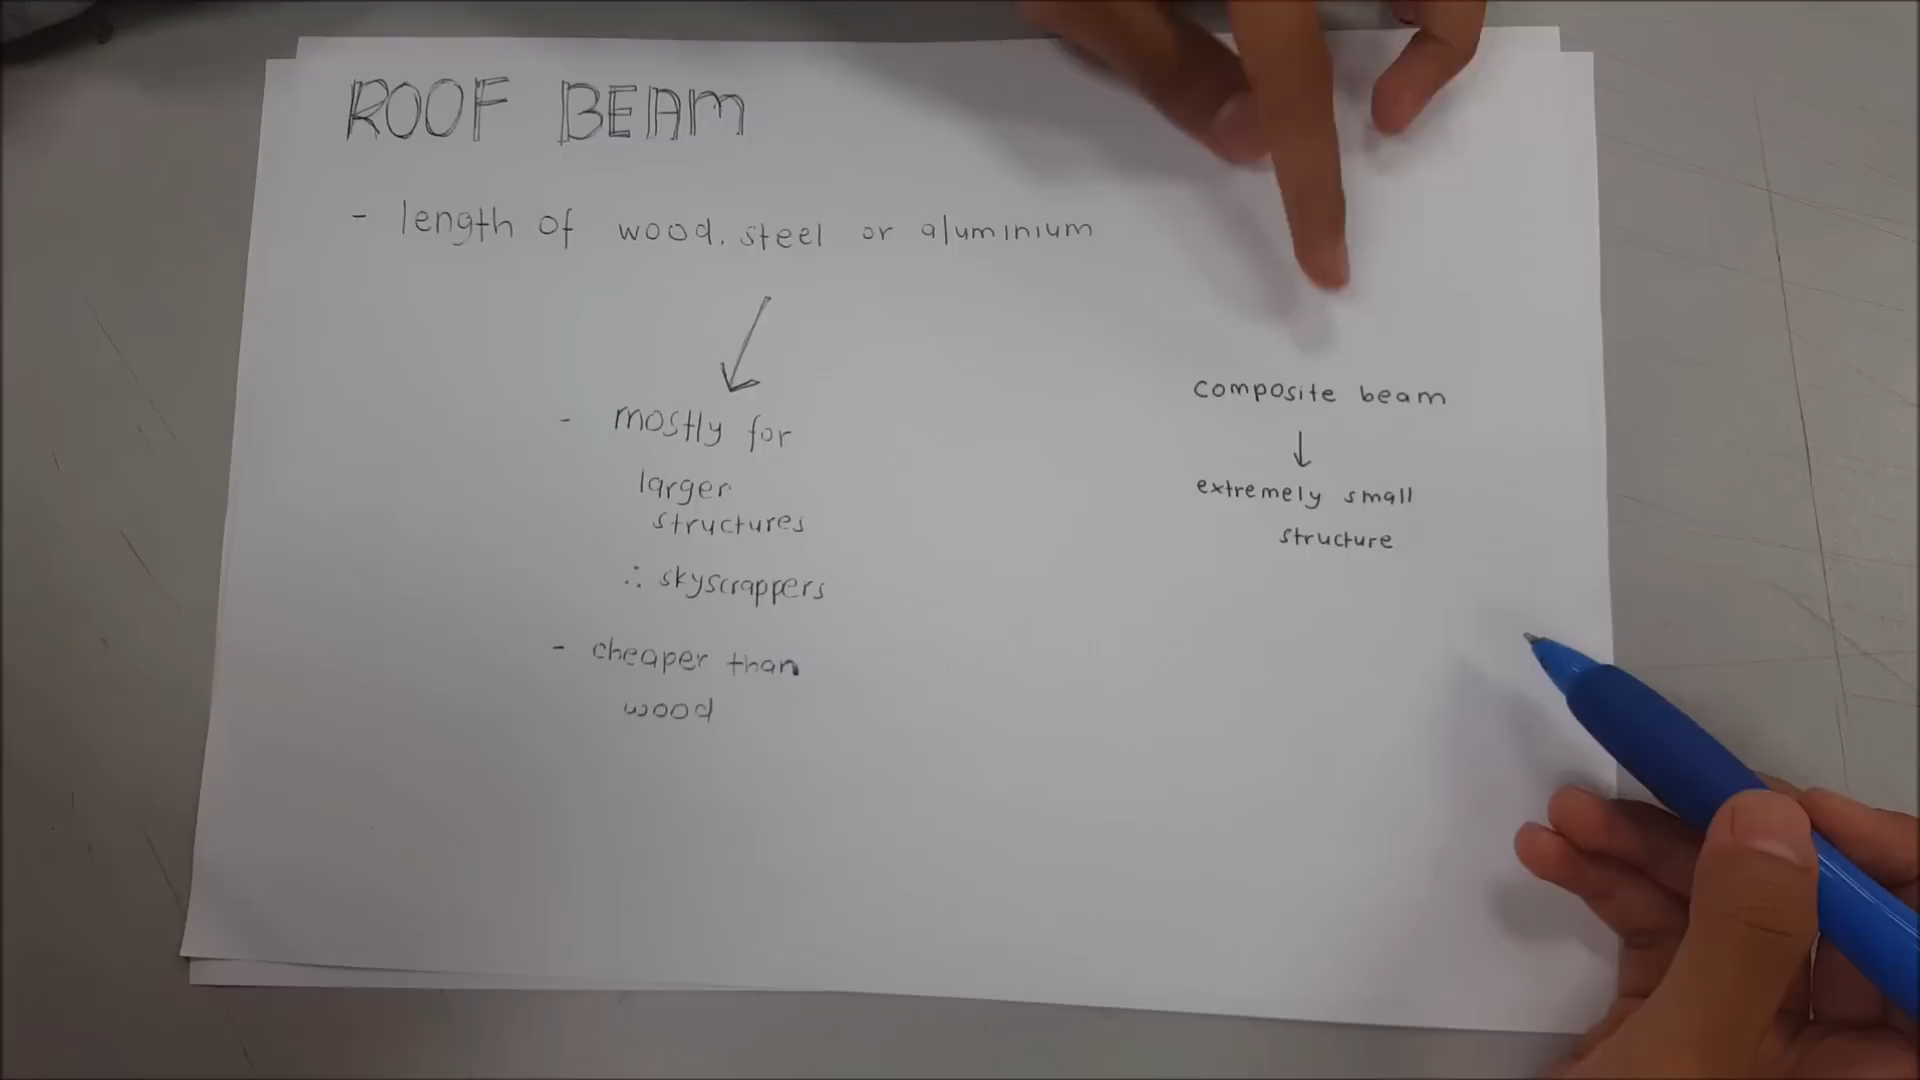 ROOF BEAM
- length of wood, steel or aluminium
- mostly for
larger
structures
∴ skyscrappers
- cheaper than
wood
composite beam
↓
extremely small
structure